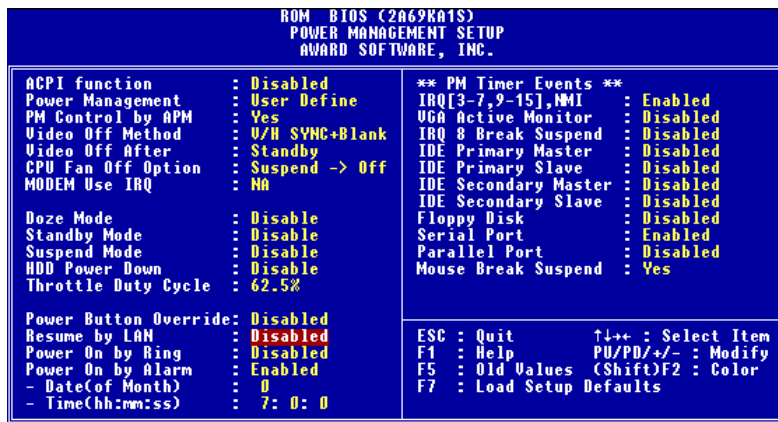 ROM BIOS (2A69KA1S)
POWER MANAGEMENT SETUP
AWARD SOFTWARE, INC.
ACPI function : Disabled
Power Management : User Define
PM Control by APM : Yes
Video Off Method : V/H SYNC+Blank
Video Off After : Standby
CPU Fan Off Option : Suspend -> Off
MODEM Use IRQ : NA
Doze Mode : Disable
Standby Mode : Disable
Suspend Mode : Disable
HDD Power Down : Disable
Throttle Duty Cycle : 62.5%
Power Button Override: Disabled
Resume by LAN : Disabled
Power On by Ring : Disabled
Power On by Alarm : Enabled
- Date(of Month) : 0
- Time(hh:mm:ss) : 7: 0: 0
** PM Timer Events **
IRQ[3-7,9-15],NMI : Enabled
VGA Active Monitor : Disabled
IRQ 8 Break Suspend : Disabled
IDE Primary Master : Disabled
IDE Primary Slave : Disabled
IDE Secondary Master : Disabled
IDE Secondary Slave : Disabled
Floppy Disk : Disabled
Serial Port : Enabled
Parallel Port : Disabled
Mouse Break Suspend : Yes
ESC : Quit ↑↓→← : Select Item
F1 : Help PU/PD/+/- : Modify
F5 : Old Values (Shift)F2 : Color
F7 : Load Setup Defaults